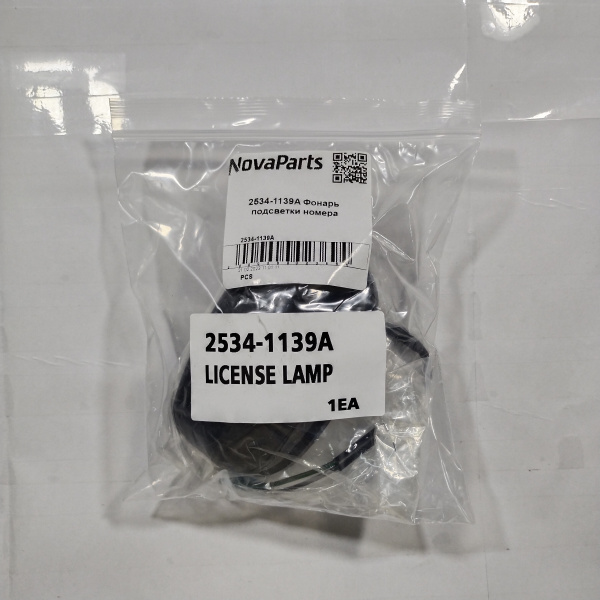 NovaParts
2534-1139A Фонарь
подсветки номера
2534-1139A
PCS
2534-1139A
LICENSE LAMP
1EA